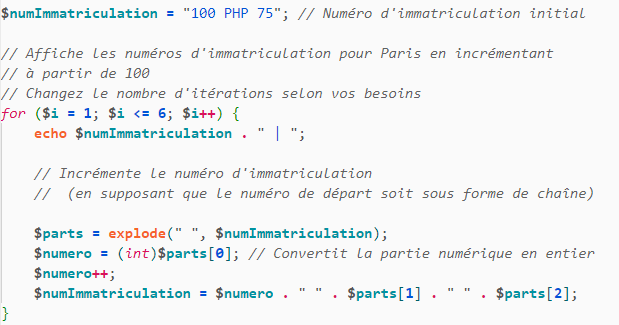 $numImmatriculation = "100 PHP 75"; // Numéro d'immatriculation initial

// Affiche les numéros d'immatriculation pour Paris en incrémentant
// à partir de 100
// Changez le nombre d'itérations selon vos besoins
for ($i = 1; $i <= 6; $i++) {
    echo $numImmatriculation . " | ";

    // Incrémente le numéro d'immatriculation
    //  (en supposant que le numéro de départ soit sous forme de chaîne)

    $parts = explode(" ", $numImmatriculation);
    $numero = (int)$parts[0]; // Convertit la partie numérique en entier
    $numero++;
    $numImmatriculation = $numero . " " . $parts[1] . " " . $parts[2];
}